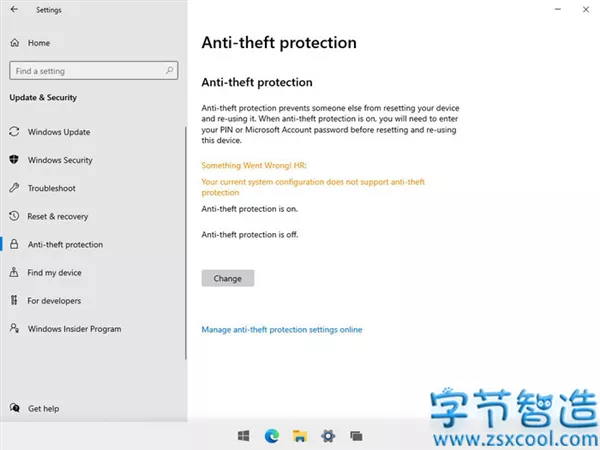 Settings
Home
Anti-theft protection
Find a setting
Update & Security
Windows Update
Windows Security
Troubleshoot
Reset & recovery
Anti-theft protection
Find my device
For developers
Windows Insider Program
Get help
Anti-theft protection
Anti-theft protection prevents someone else from resetting your device
and re-using it. When anti-theft protection is on, you will need to enter
your PIN or Microsoft Account password before resetting and re-using
this device.
Something Went Wrong! HR:
Your current system configuration does not support anti-theft
protection
Anti-theft protection is on.
Anti-theft protection is off.
Change
Manage anti-theft protection settings online
字节智造
www.zsxcool.com